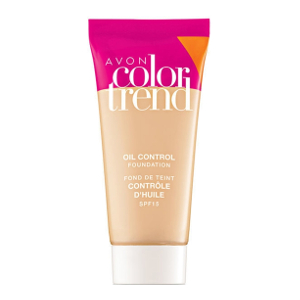 AVON
color
trend
OIL CONTROL
FOUNDATION
FOND DE TEINT
CONTRÔLE
D'HUILE
SPF15